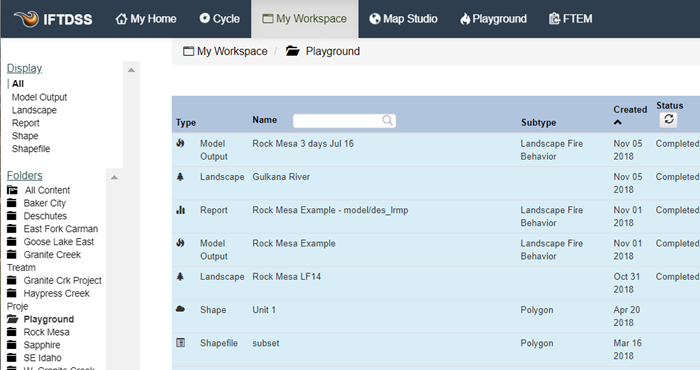 IFTDSS My Home Cycle My Workspace Map Studio Playground FTEM
My Workspace / Playground
Display
All
Model Output
Landscape
Report
Shape
Shapefile
Folders
All Content
Baker City
Deschutes
East Fork Carman
Goose Lake East
Granite Creek
Treatm
Granite Crk Project
Haypress Creek
Proje
Playground
Rock Mesa
Sapphire
SE Idaho
W. Granite Creek
Type Name Subtype Created Status
Model Output Rock Mesa 3 days Jul 16 Landscape Fire Behavior Nov 05 2018 Completed
Landscape Gulkana River Nov 05 2018 Completed
Report Rock Mesa Example - model/des_lrmp Landscape Fire Behavior Nov 01 2018 Completed
Model Output Rock Mesa Example Landscape Fire Behavior Nov 01 2018 Completed
Landscape Rock Mesa LF14 Oct 31 2018 Completed
Shape Unit 1 Polygon Apr 20 2018
Shapefile subset Polygon Mar 16 2018